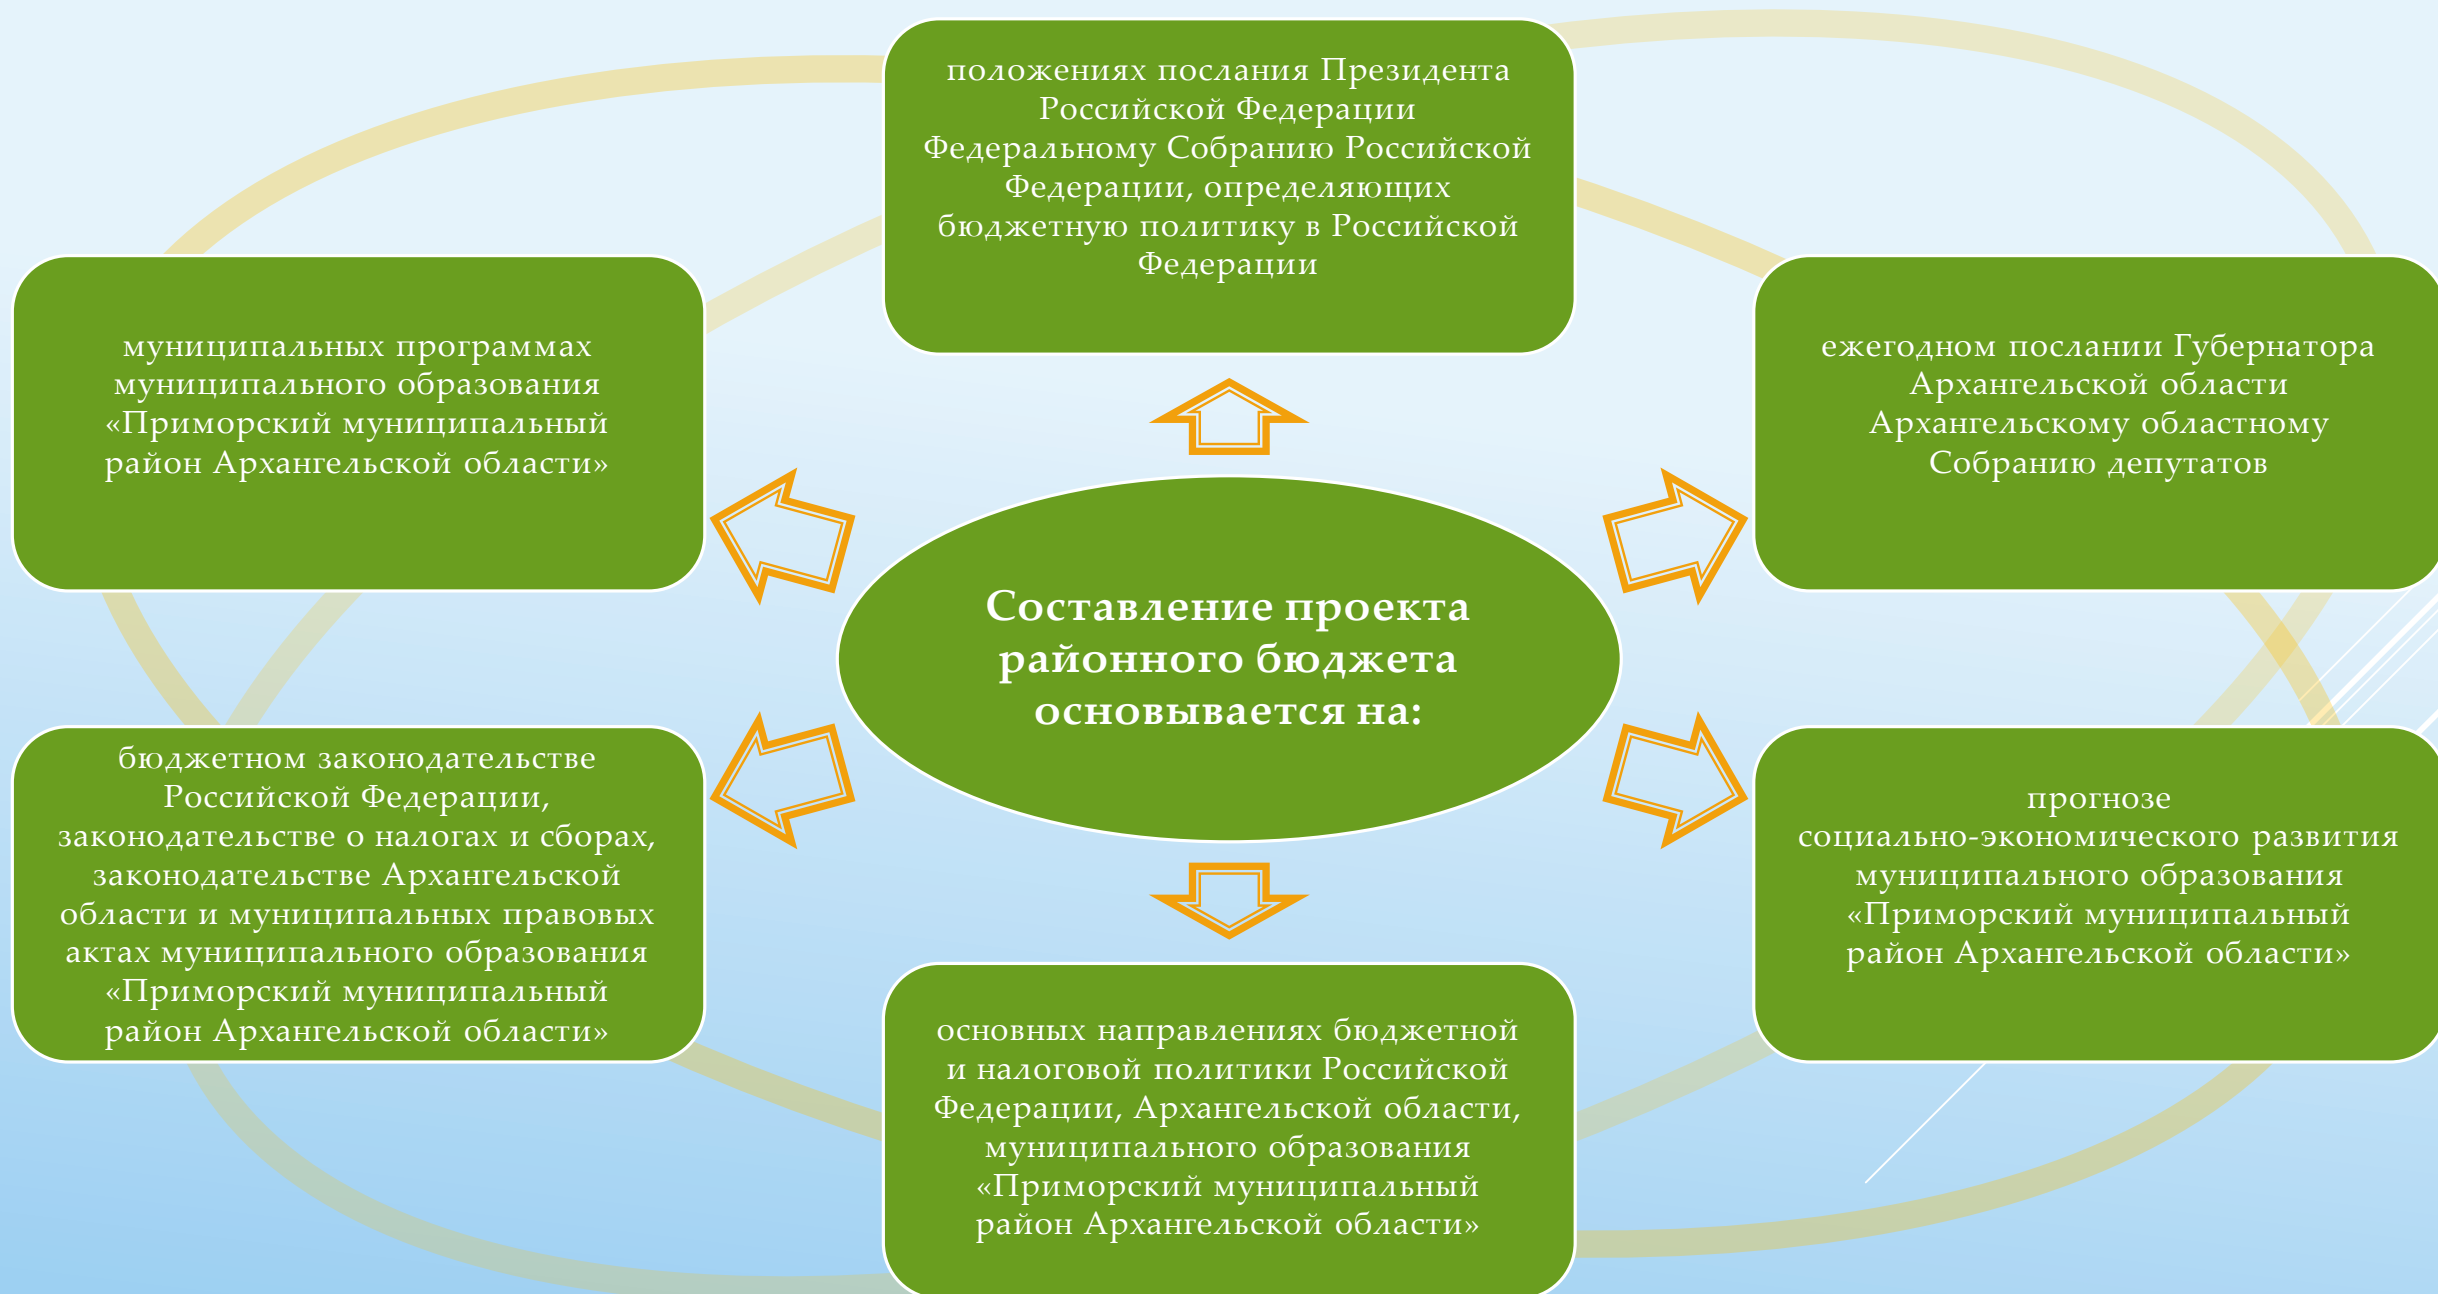 положениях послания Президента
Российской Федерации
Федеральному Собранию Российской
Федерации, определяющих
бюджетную политику в Российской
Федерации
муниципальных программах
муниципального образования
«Приморский муниципальный
район Архангельской области»
ежегодном послании Губернатора
Архангельской области
Архангельскому областному
Собранию депутатов
Составление проекта
районного бюджета
основывается на:
бюджетном законодательстве
Российской Федерации,
законодательстве о налогах и сборах,
законодательстве Архангельской
области и муниципальных правовых
актах муниципального образования
«Приморский муниципальный
район Архангельской области»
прогнозе
социально-экономического развития
муниципального образования
«Приморский муниципальный
район Архангельской области»
основных направлениях бюджетной
и налоговой политики Российской
Федерации, Архангельской области,
муниципального образования
«Приморский муниципальный
район Архангельской области»